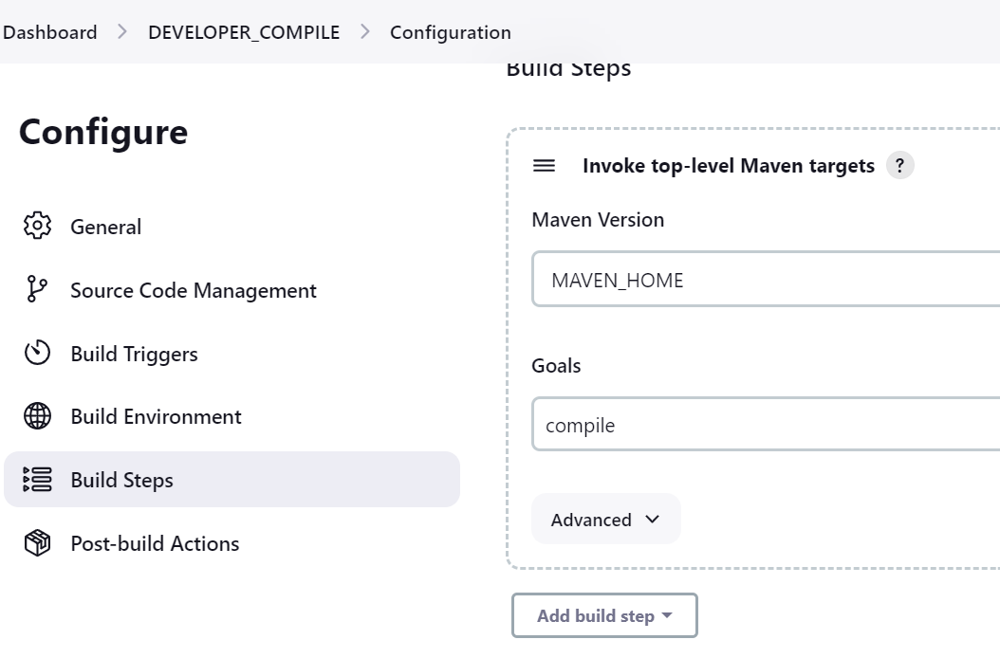 Dashboard > DEVELOPER_COMPILE > Configuration
Build Steps
Configure
General
Source Code Management
Build Triggers
Build Environment
Build Steps
Post-build Actions
Invoke top-level Maven targets ?
Maven Version
MAVEN_HOME
Goals
compile
Advanced
Add build step